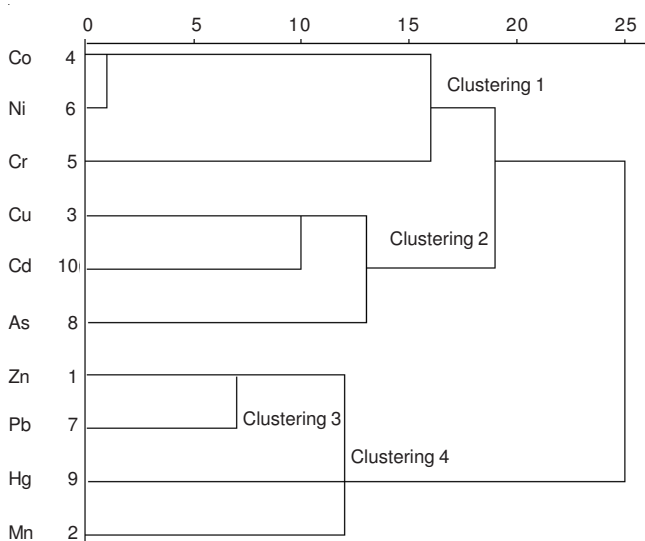 0 5 10 15 20 25
Co 4
Clustering 1
Ni 6
Cr 5
Cu 3
Clustering 2
Cd 10
As 8
Zn 1
Clustering 3
Pb 7
Clustering 4
Hg 9
Mn 2